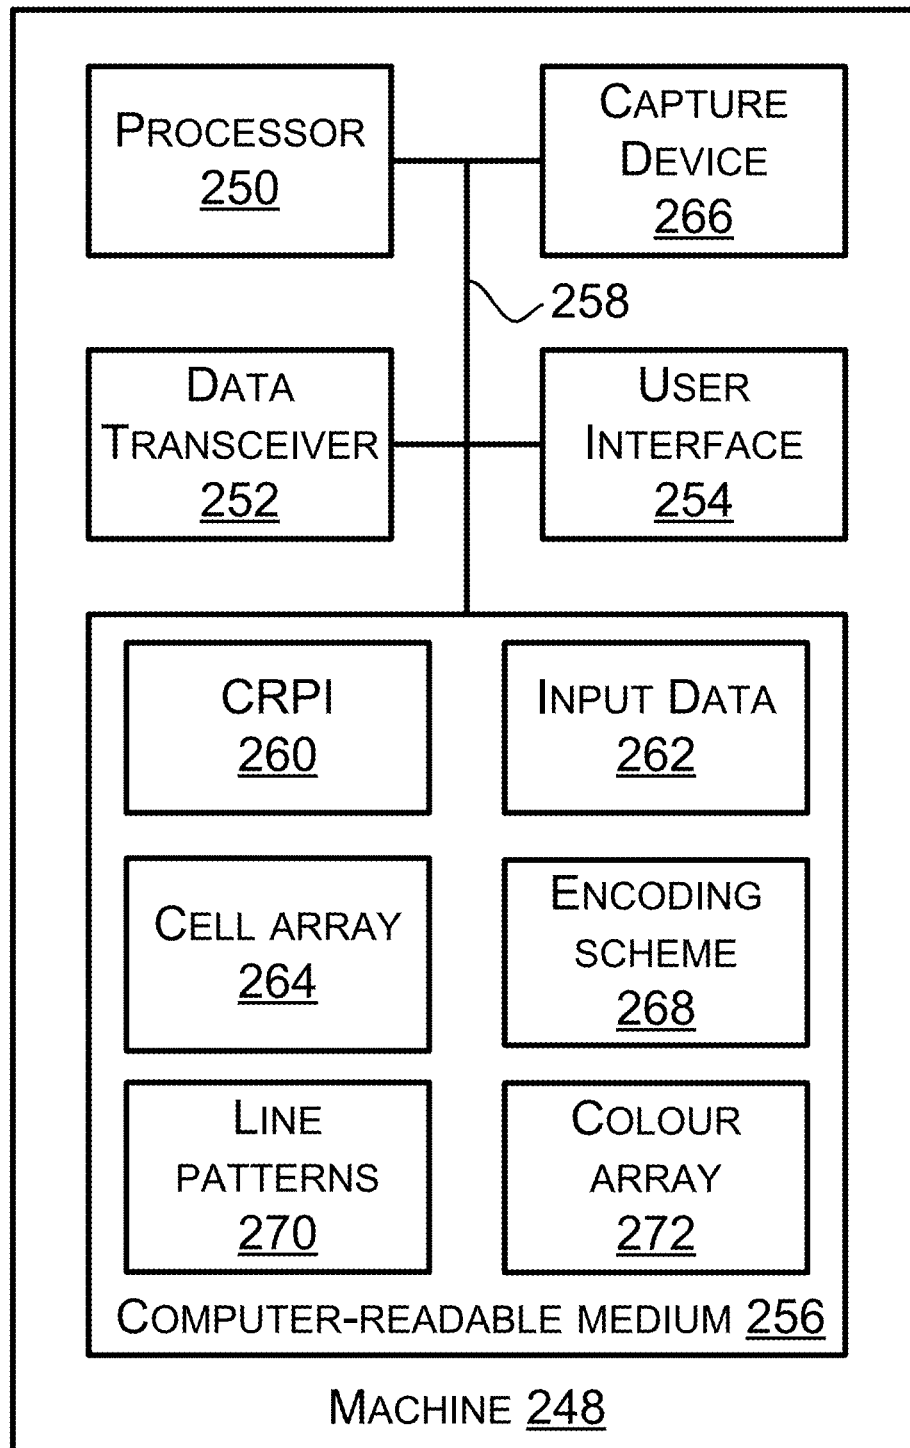 PROCESSOR
250
CAPTURE
DEVICE
266
258
DATA
TRANSCEIVER
252
USER
INTERFACE
254
CRPI
260
INPUT DATA
262
CELL ARRAY
264
ENCODING
SCHEME
268
LINE
PATTERNS
270
COLOUR
ARRAY
272
COMPUTER-READABLE MEDIUM 256
MACHINE 248